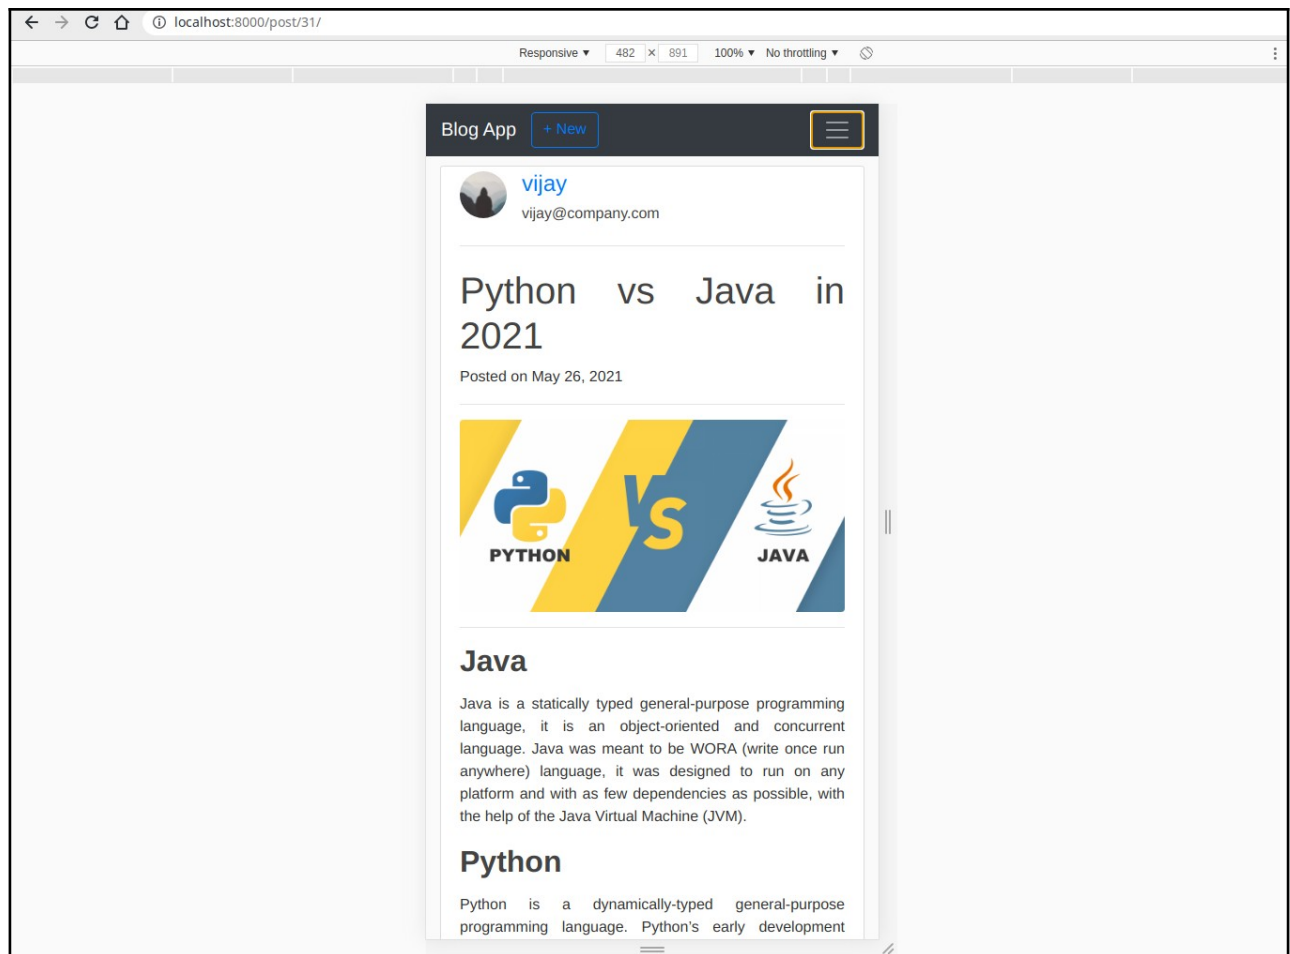 localhost:8000/post/31/
Responsive ▼ 482 × 891 100% ▼ No throttling ▼
Blog App + New
vijay
vijay@company.com
Python vs Java in
2021
Posted on May 26, 2021
PYTHON VS JAVA
Java
Java is a statically typed general-purpose programming
language, it is an object-oriented and concurrent
language. Java was meant to be WORA (write once run
anywhere) language, it was designed to run on any
platform and with as few dependencies as possible, with
the help of the Java Virtual Machine (JVM).
Python
Python is a dynamically-typed general-purpose
programming language. Python’s early development